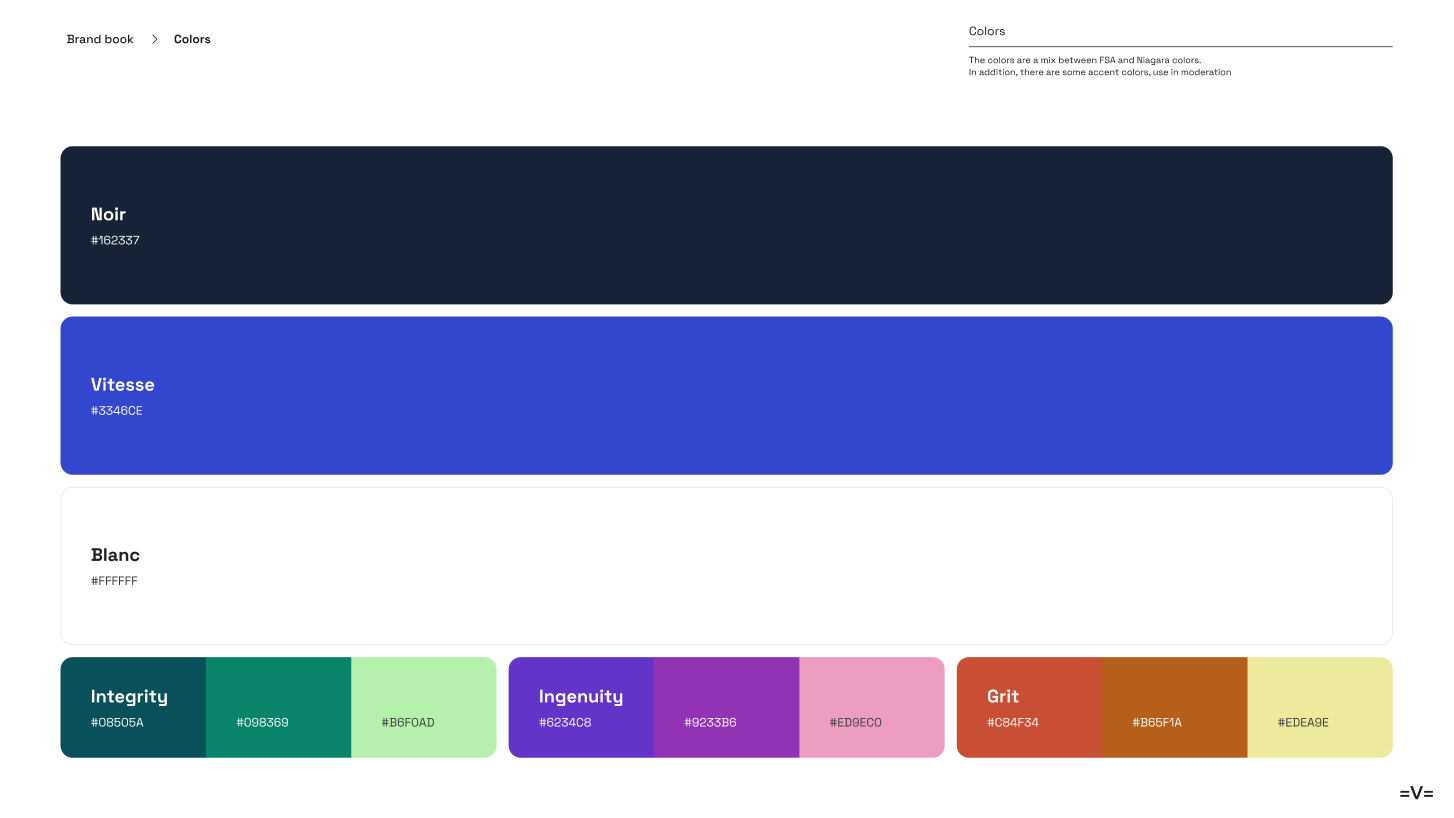 Brand book > Colors
Colors
The colors are a mix between FSA and Niagara colors.
In addition, there are some accent colors, use in moderation
Noir
#162337
Vitesse
#3346CE
Blanc
#FFFFFF
Integrity
#08505A #098369 #B6F0AD
Ingenuity
#6234C8 #9233B6 #ED9EC0
Grit
#C84F34 #B65F1A #EDEA9E
=V=